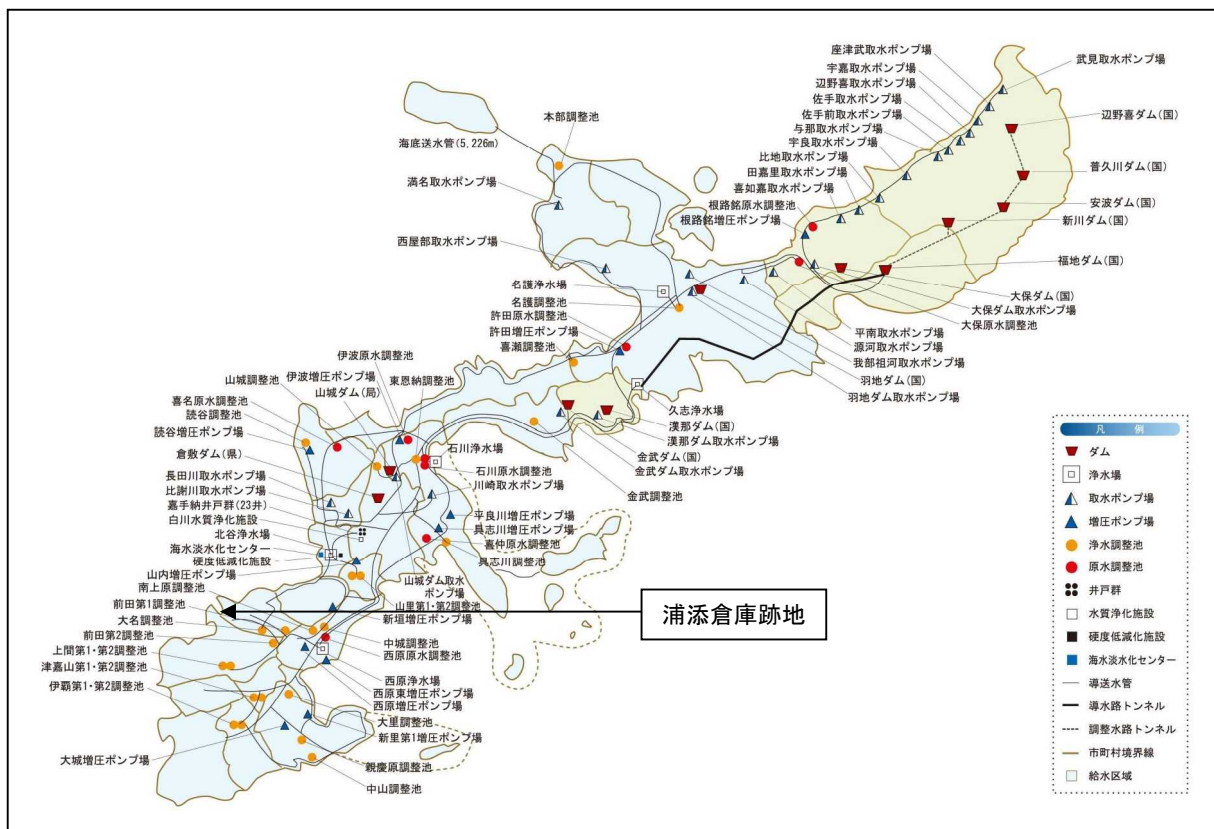 座津武取水ポンプ場
宇嘉取水ポンプ場
辺野喜取水ポンプ場
佐手取水ポンプ場
佐手前取水ポンプ場
与那取水ポンプ場
宇良取水ポンプ場
比地取水ポンプ場
田嘉里取水ポンプ場
喜如嘉取水ポンプ場
根路銘原水調整池
根路銘増圧ポンプ場
武見取水ポンプ場
辺野喜ダム(国)
普久川ダム(国)
安波ダム(国)
新川ダム(国)
福地ダム(国)
大保ダム(国)
大保ダム取水ポンプ場
大保原水調整池
平南取水ポンプ場
源河取水ポンプ場
我部祖河取水ポンプ場
羽地ダム(国)
羽地ダム取水ポンプ場
本部調整池
海底送水管(5,226m)
満名取水ポンプ場
西屋部取水ポンプ場
名護浄水場
名護調整池
許田原水調整池
許田増圧ポンプ場
喜瀬調整池
久志浄水場
漢那ダム(国)
漢那ダム取水ポンプ場
金武ダム(国)
金武ダム取水ポンプ場
金武調整池
伊波原水調整池
伊波増圧ポンプ場
東恩納調整池
山城調整池
山城ダム(局)
喜名原水調整池
読谷調整池
読谷増圧ポンプ場
倉敷ダム(県)
長田川取水ポンプ場
比謝川取水ポンプ場
嘉手納井戸群(23井)
白川水質浄化施設
北谷浄水場
海水淡水化センター
硬度低減化施設
山内増圧ポンプ場
南上原調整池
前田第1調整池
大名調整池
前田第2調整池
上間第1・第2調整池
津嘉山第1・第2調整池
伊覇第1・第2調整池
大城増圧ポンプ場
石川浄水場
石川原水調整池
川崎取水ポンプ場
平良川増圧ポンプ場
具志川増圧ポンプ場
喜仲原水調整池
具志川調整池
山城ダム取水
ポンプ場
山里第1・第2調整池
新垣増圧ポンプ場
中城調整池
西原原水調整池
西原浄水場
西原東増圧ポンプ場
西原増圧ポンプ場
大里調整池
新里第1増圧ポンプ場
親慶原調整池
中山調整池
浦添倉庫跡地
凡例
ダム
浄水場
取水ポンプ場
増圧ポンプ場
浄水調整池
原水調整池
井戸群
水質浄化施設
硬度低減化施設
海水淡水化センター
導送水管
導水路トンネル
調整水路トンネル
市町村境界線
給水区域